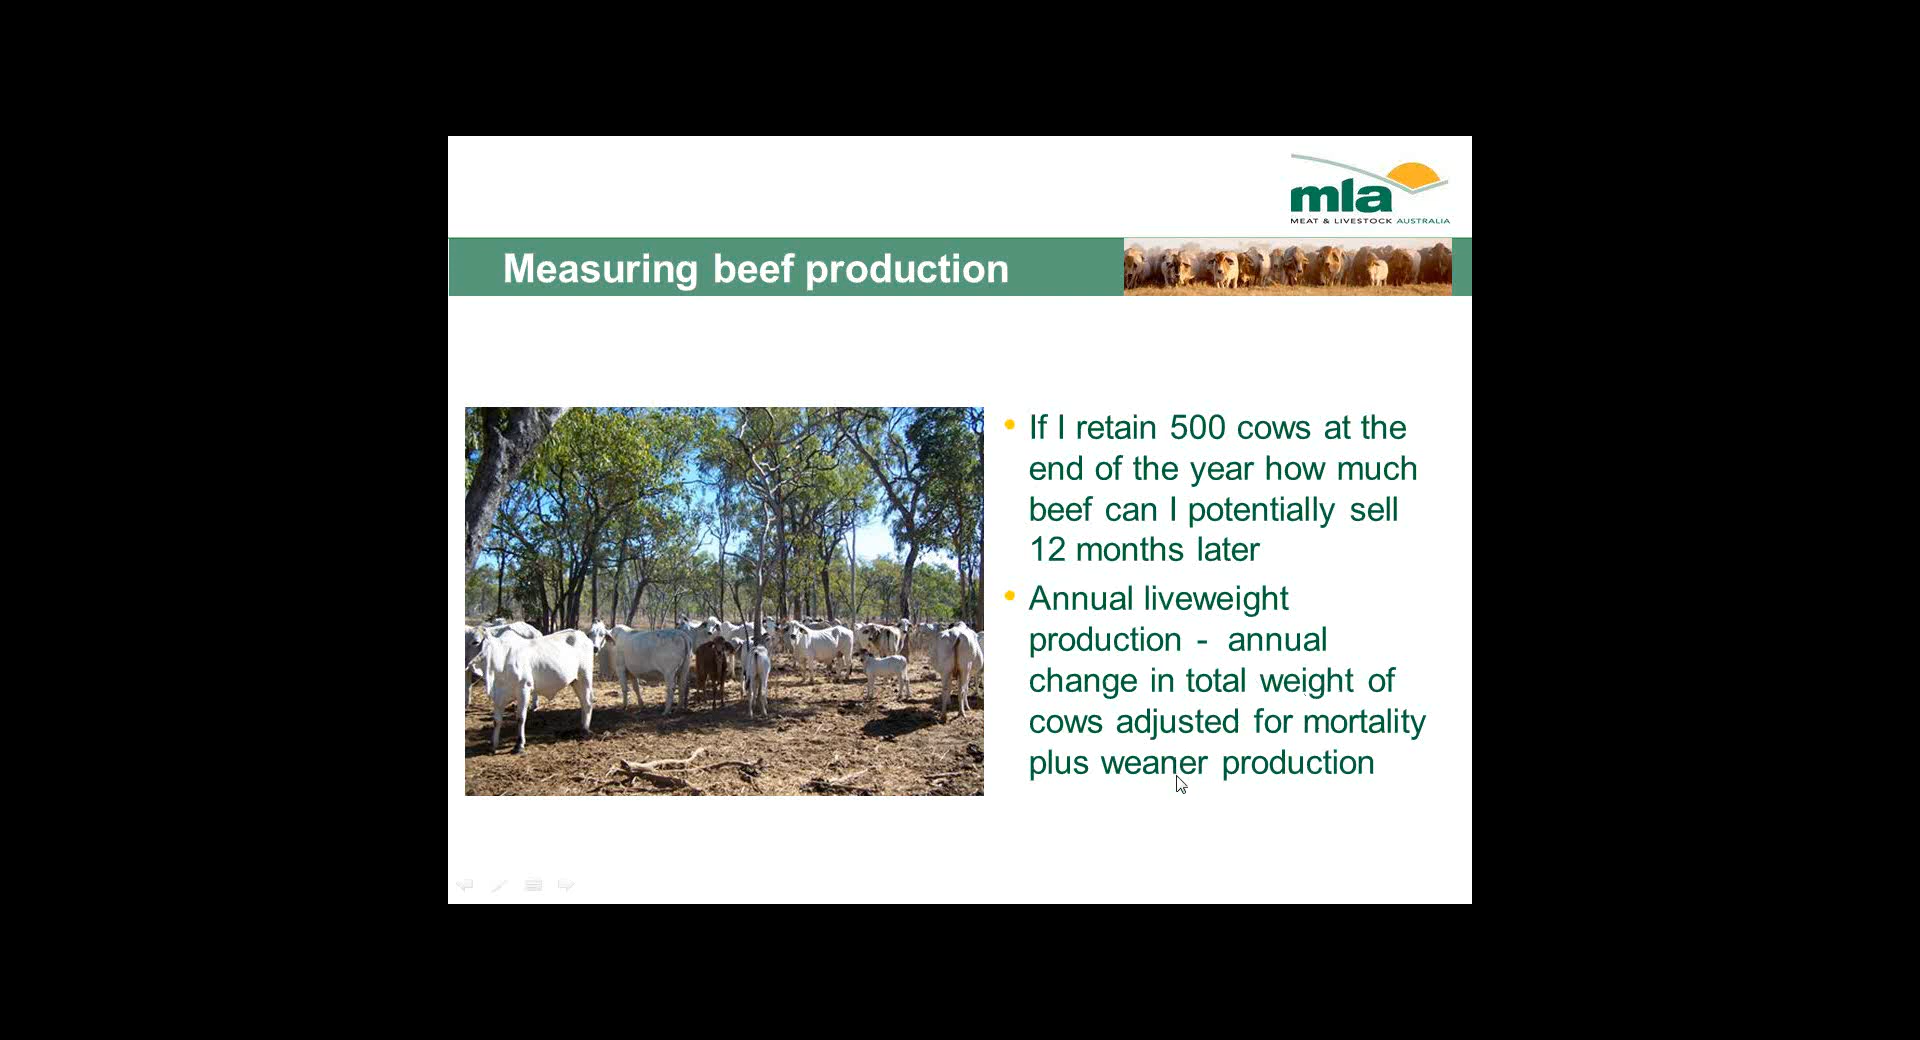 mla
MEAT & LIVESTOCK AUSTRALIA
Measuring beef production
• If I retain 500 cows at the
end of the year how much
beef can I potentially sell
12 months later
• Annual liveweight
production - annual
change in total weight of
cows adjusted for mortality
plus weaner production